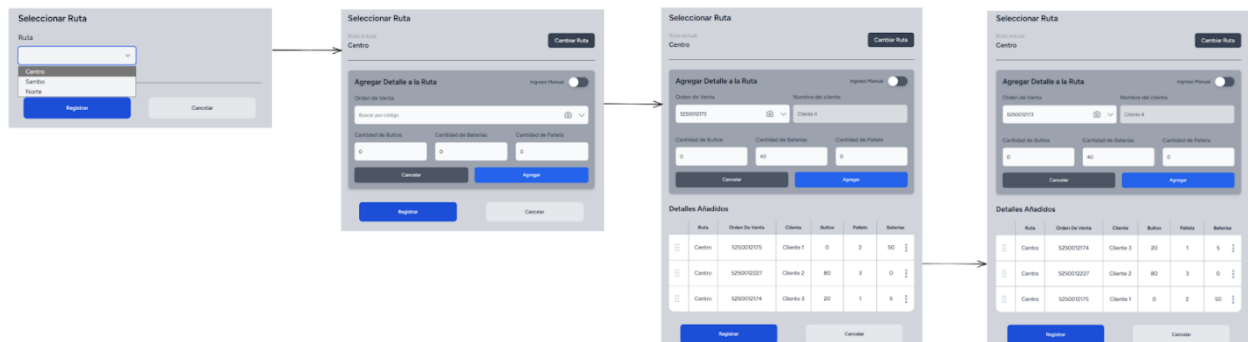 Seleccionar Ruta
Ruta
Centro
Sambo
Norte
Registrar Cancelar
Seleccionar Ruta
Ruta actual:
Centro
Cambiar Ruta
Agregar Detalle a la Ruta Ingreso Manual
Orden de Venta
Buscar por código
Cantidad de Bultos Cantidad de Baterías Cantidad de Pallets
0 0 0
Cancelar Agregar
Registrar Cancelar
Seleccionar Ruta
Ruta actual:
Centro
Cambiar Ruta
Agregar Detalle a la Ruta Ingreso Manual
Orden de Venta Nombre del cliente
5250012173 Cliente 4
Cantidad de Bultos Cantidad de Baterías Cantidad de Pallets
0 40 0
Cancelar Agregar
Detalles Añadidos
Ruta Orden De Venta Cliente Bultos Pallets Baterías
Centro 5250012175 Cliente 1 0 2 50
Centro 5250012227 Cliente 2 80 3 0
Centro 5250012174 Cliente 3 20 1 5
Registrar Cancelar
Seleccionar Ruta
Ruta actual:
Centro
Cambiar Ruta
Agregar Detalle a la Ruta Ingreso Manual
Orden de Venta Nombre del cliente
5250012173 Cliente 4
Cantidad de Bultos Cantidad de Baterías Cantidad de Pallets
0 40 0
Cancelar Agregar
Detalles Añadidos
Ruta Orden De Venta Cliente Bultos Pallets Baterías
Centro 5250012174 Cliente 3 20 1 5
Centro 5250012227 Cliente 2 80 3 0
Centro 5250012175 Cliente 1 0 2 50
Registrar Cancelar